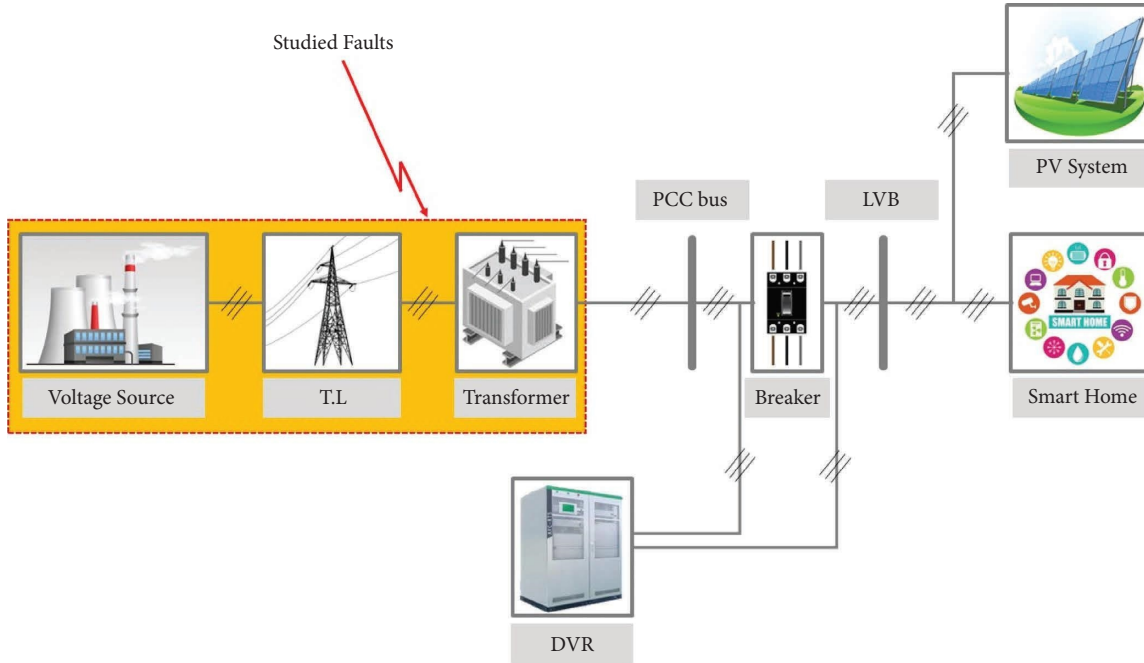 Studied Faults
PV System
PCC bus
LVB
SMART HOME
Voltage Source
T.L
Transformer
Breaker
Smart Home
DVR